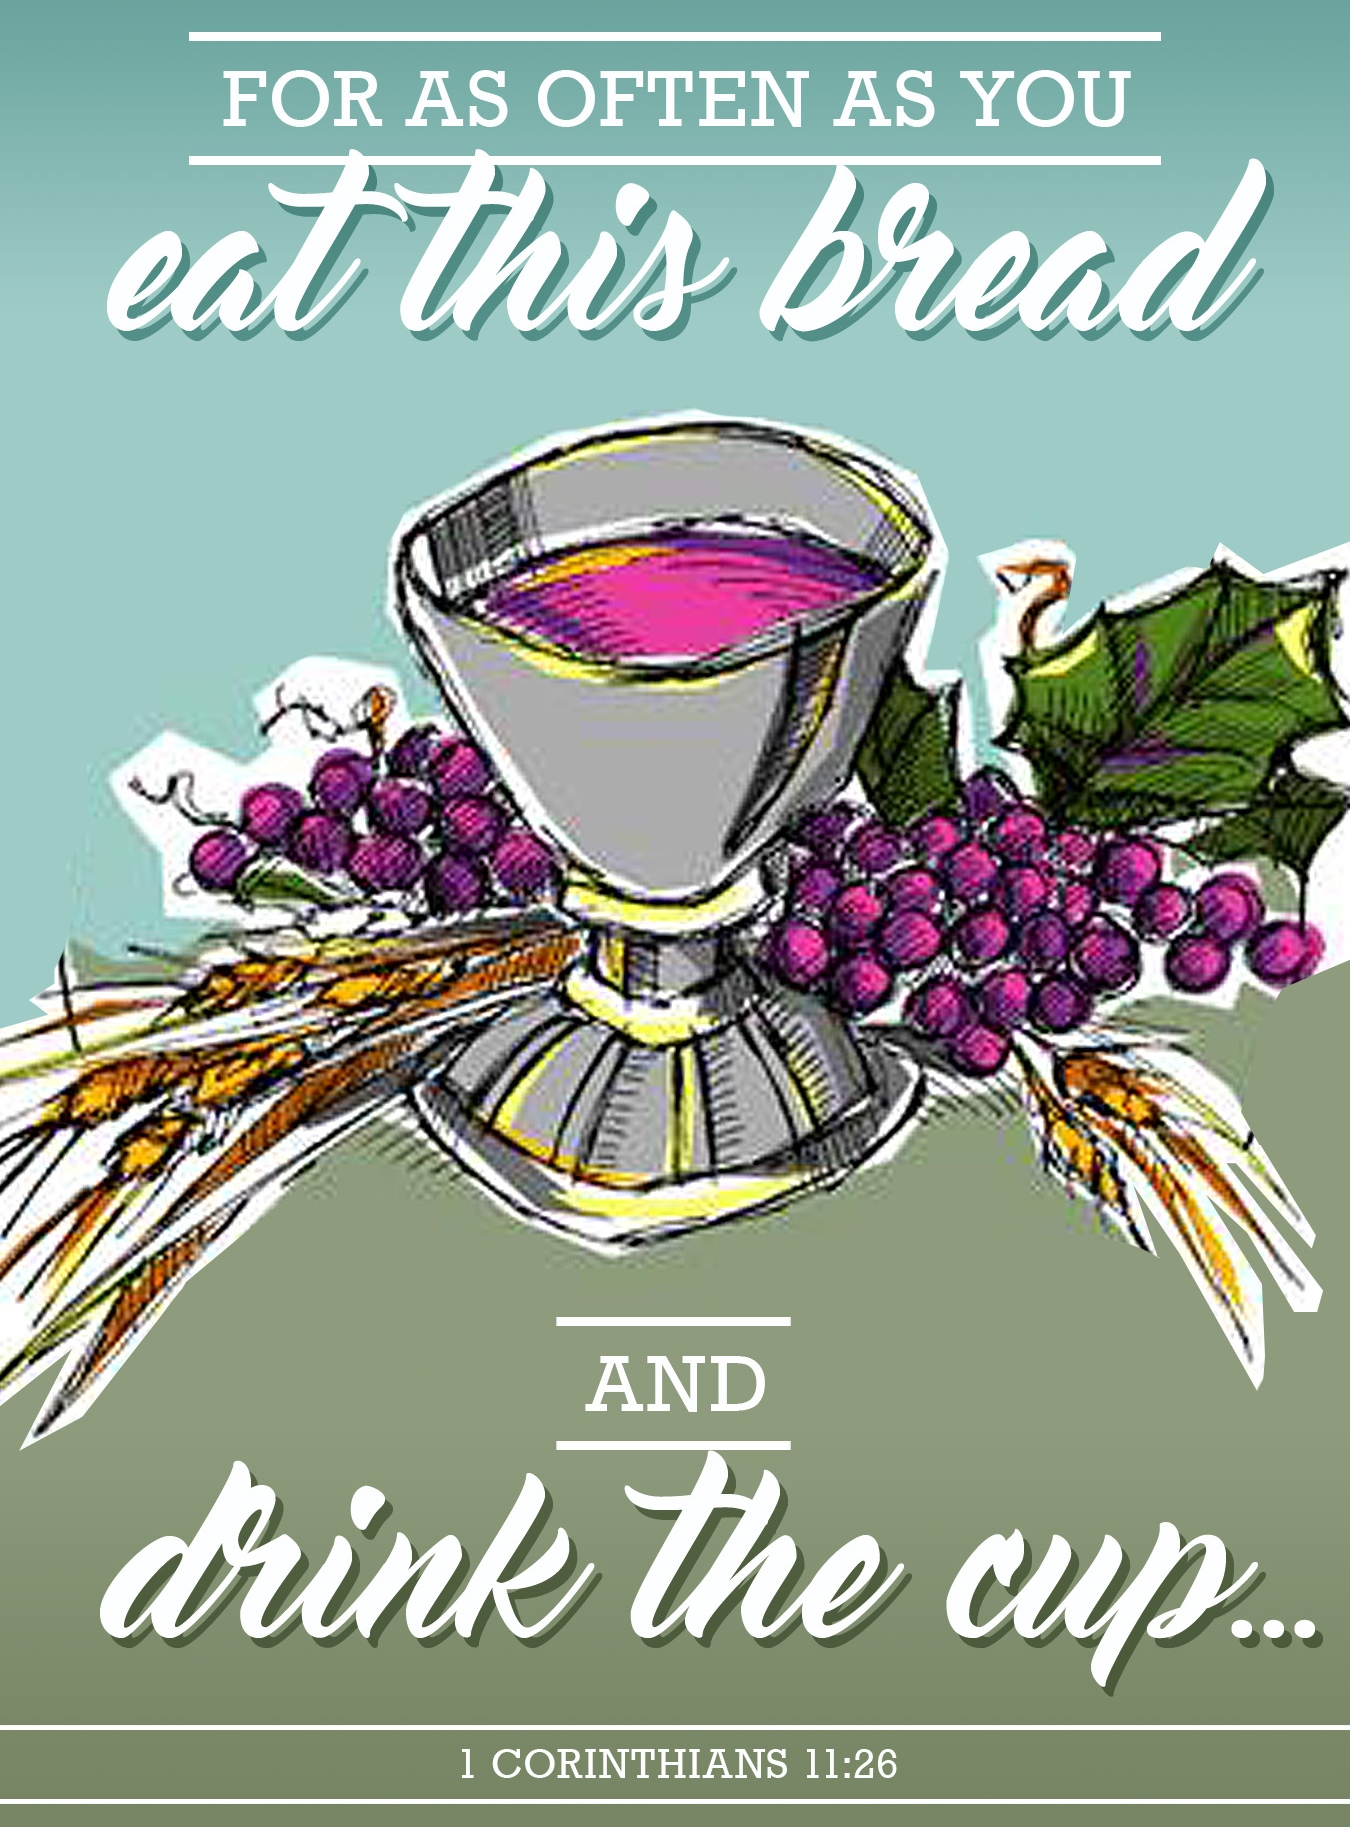 FOR AS OFTEN AS YOU
eat this bread
AND
drink the cup...
1 CORINTHIANS 11:26